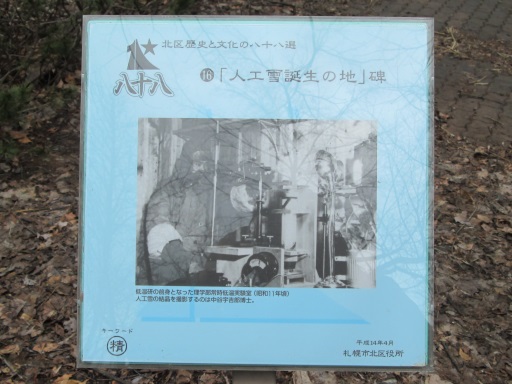 北区歴史と文化の八十八選
八十八
⓰「人工雪誕生の地」碑
低温研の前身となった理学部常時低温実験室(昭和11年頃)
人工雪の結晶を撮影するのは中谷宇吉郎博士。
キーワード
精
平成14年4月
札幌市北区役所